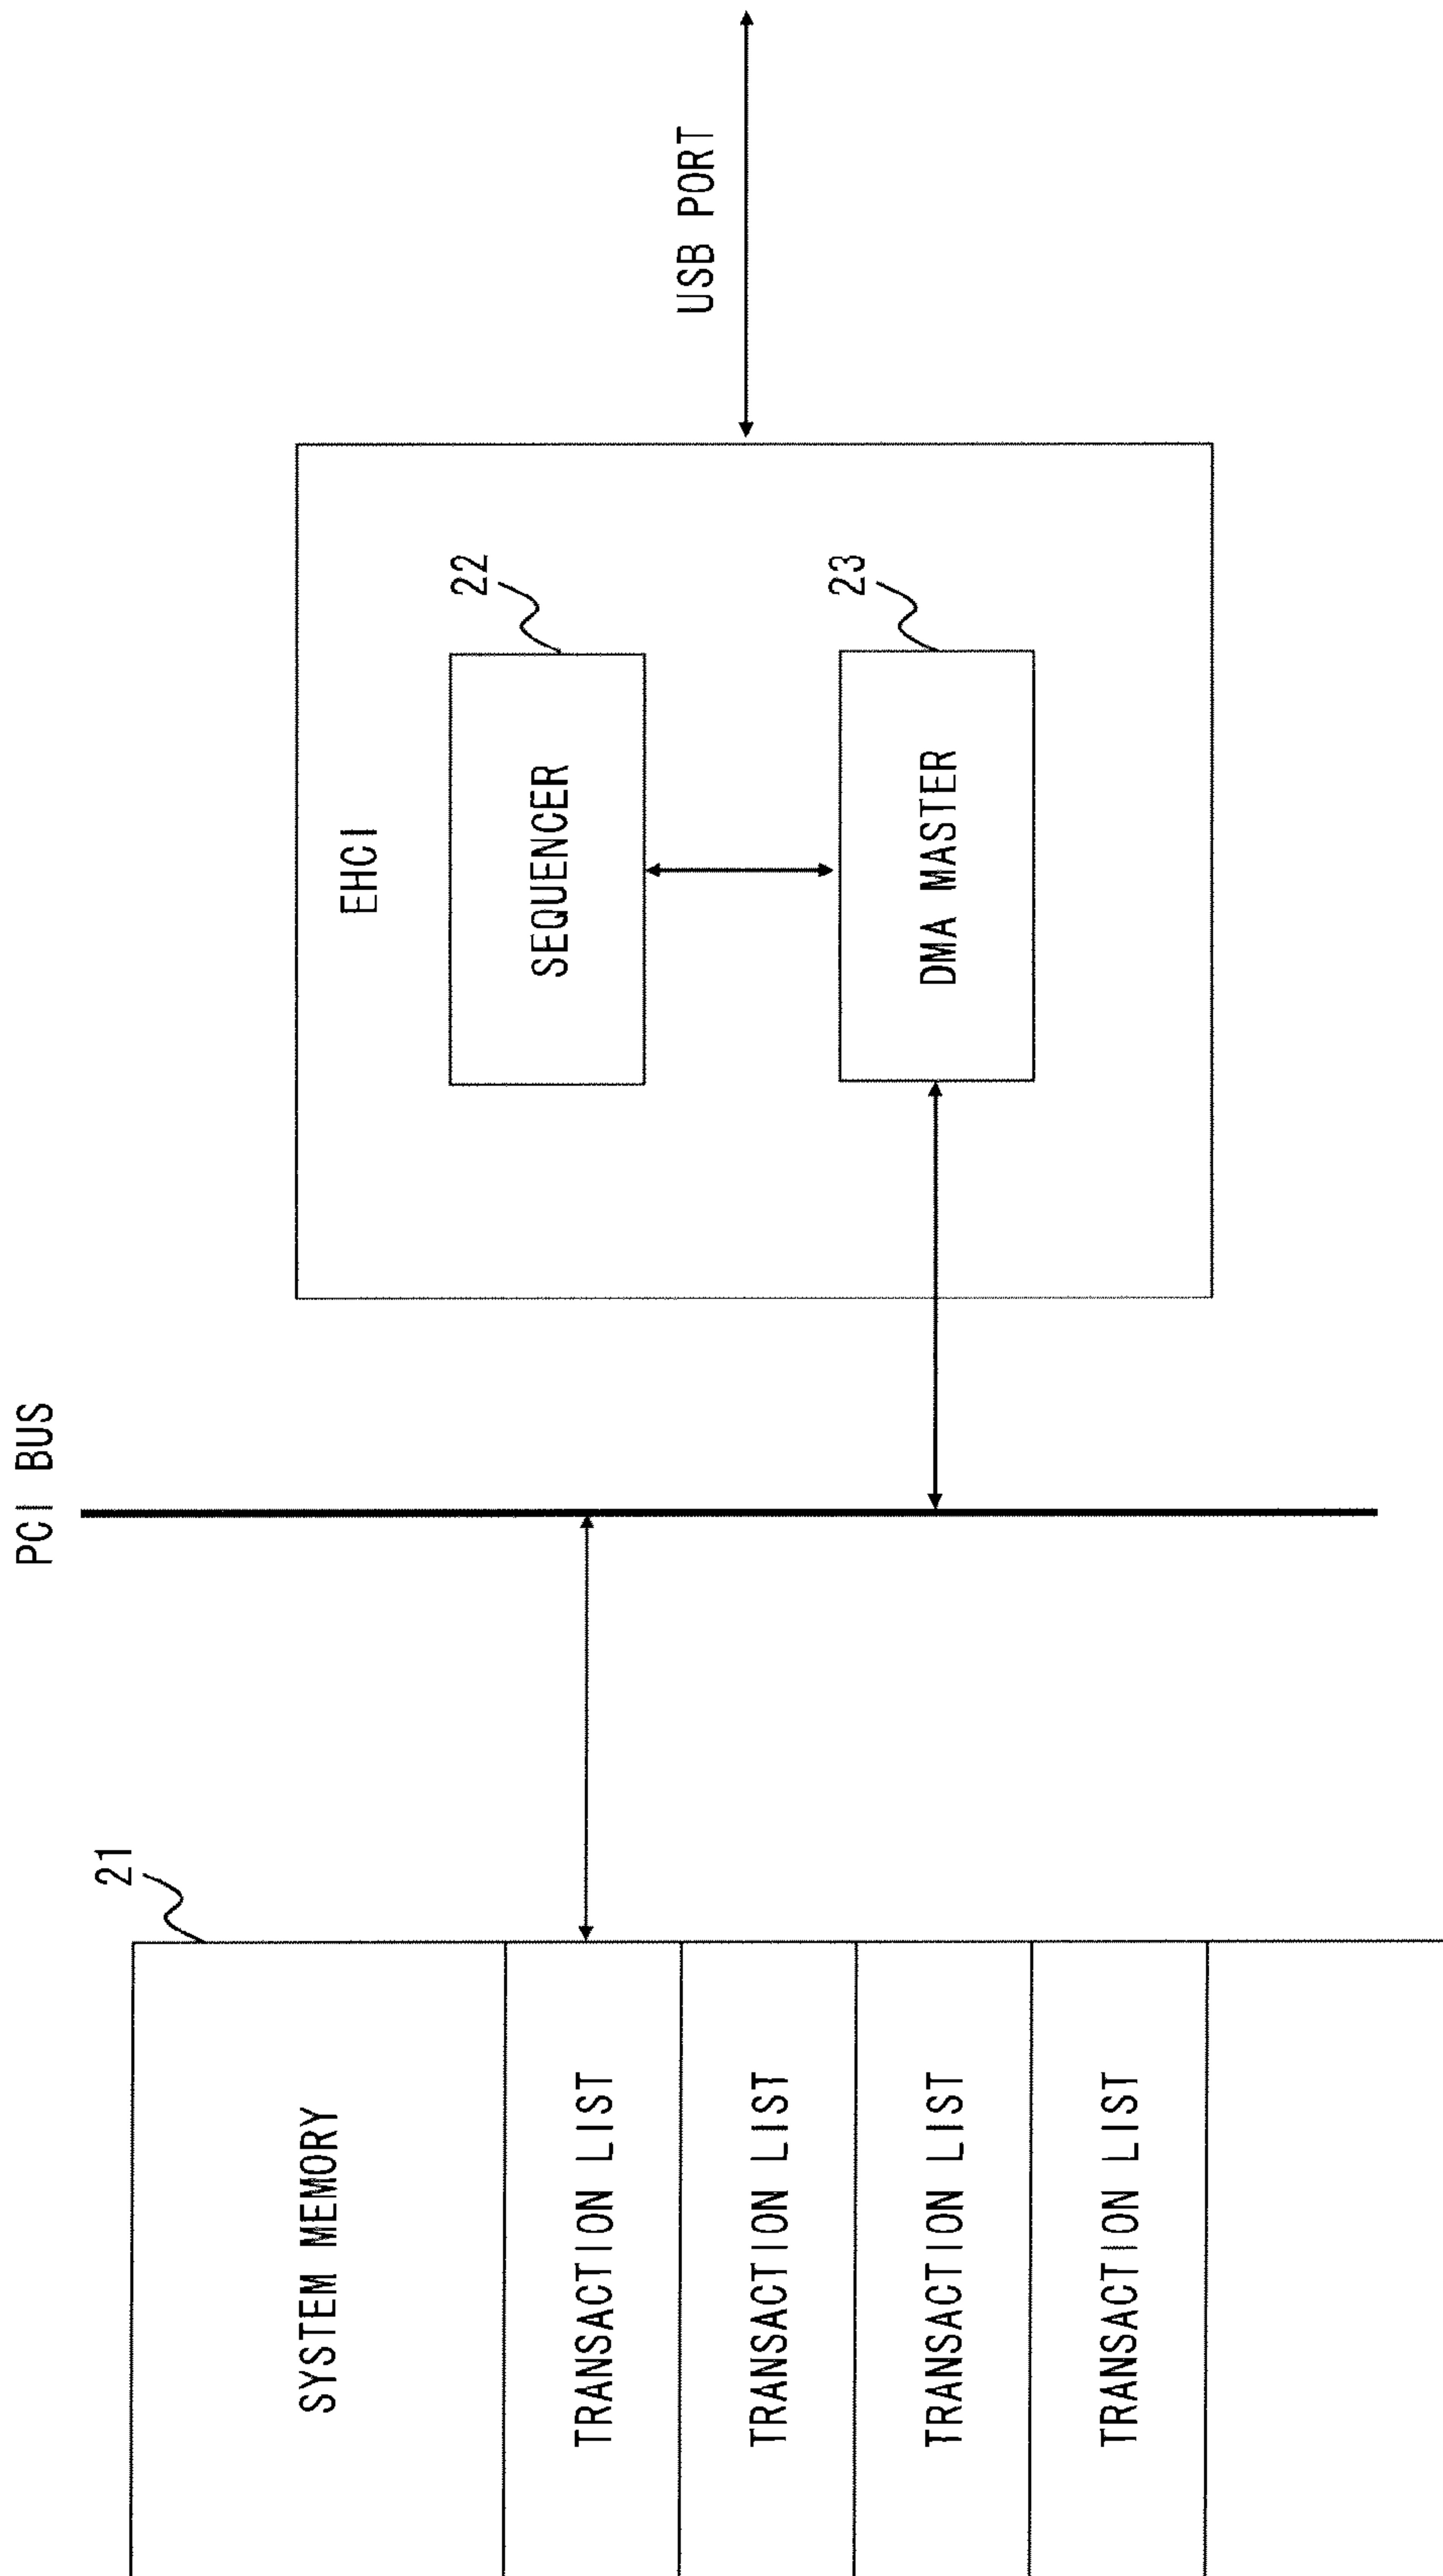 PCI BUS
21
SYSTEM MEMORY
TRANSACTION LIST
TRANSACTION LIST
TRANSACTION LIST
TRANSACTION LIST
EHCI
22
SEQUENCER
23
DMA MASTER
USB PORT